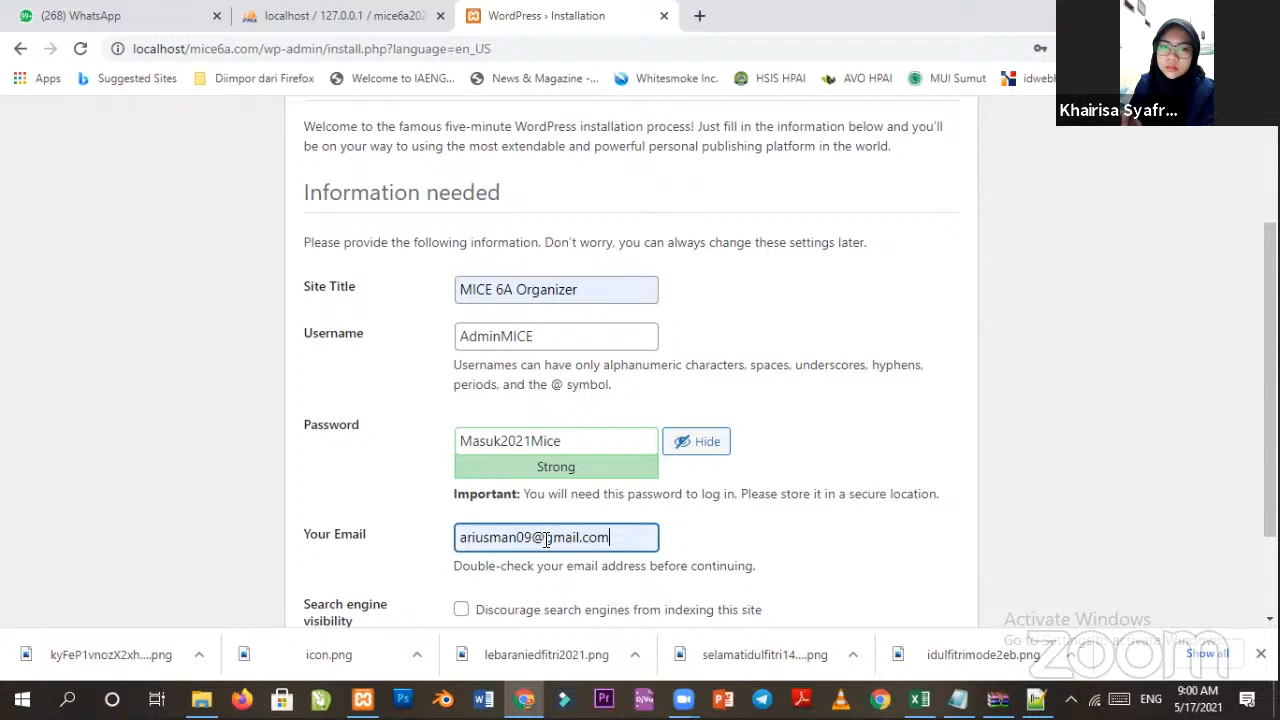 (268) WhatsApp
localhost / 127.0.0.1 / mice6a202
WordPress › Installation
localhost/mice6a.com/wp-admin/install.php?language=en_US
Apps
Suggested Sites
Diimpor dari Firefox
Welcome to IAENG...
News & Magazine -...
Whitesmoke Inc.
HSIS HPAI
AVO HPAI
MUI Sumut
Khairisa Syafr...
Welcome to the famous five-minute WordPress installation process! Just fill in the information below and you'll
be on your way to using the most extendable and powerful personal publishing platform in the world.
Information needed
Please provide the following information. Don't worry, you can always change these settings later.
Site Title
MICE 6A Organizer
Username
AdminMICE
Usernames can have only alphanumeric characters, spaces, underscores, hyphens,
periods, and the @ symbol.
Password
Masuk2021Mice
Hide
Strong
Important: You will need this password to log in. Please store it in a secure location.
Your Email
ariusman09@gmail.com
Double-check your email address before continuing.
Search engine
visibility
Discourage search engines from indexing this site
Activate Windows
zoom
kyFeP1vnozX2xh....png
icon.png
lebaraniedfitri2021.png
selamatidulfitri14....png
idulfitrimode2eb.png
Show all
ENG
9:00 AM
5/17/2021